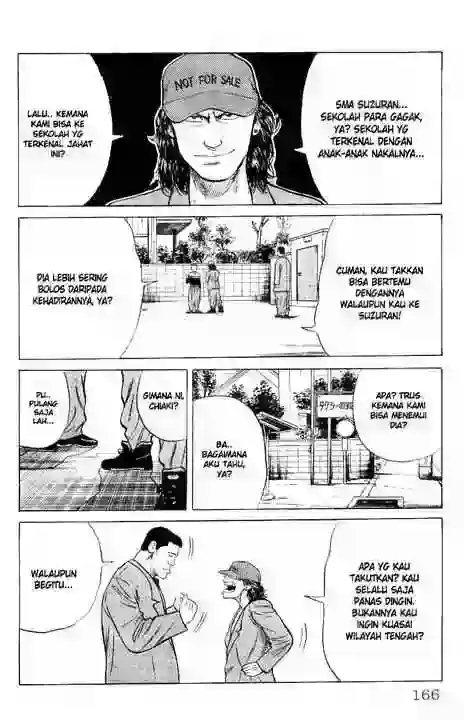 SMA SUZURAN...
SEKOLAH PARA GAGAK,
YA? SEKOLAH YG
TERKENAL DENGAN
ANAK-ANAK NAKALNYA...
NOT FOR SALE
LALU.. KEMANA
KAMI BISA KE
SEKOLAH YG
TERKENAL JAHAT
INI?
CUMAN, KAU TAKKAN
BISA BERTEMU
DENGANNYA
WALAUPUN KAU KE
SUZURAN!
DIA LEBIH SERING
BOLOS DARIPADA
KEHADIRANNYA, YA?
APA? TRUS
KEMANA KAMI
BISA MENEMUI
DIA?
BA..
BAGAIMANA
AKU TAHU,
YA?
GIMANA NI,
CHIAKI?
PU..
PULANG
SAJA
LAH...
APA YG KAU
TAKUTKAN? KAU
SELALU SAJA
PANAS DINGIN.
BUKANNYA KAU
INGIN KUASAI
WILAYAH TENGAH?
WALAUPUN
BEGITU...
166